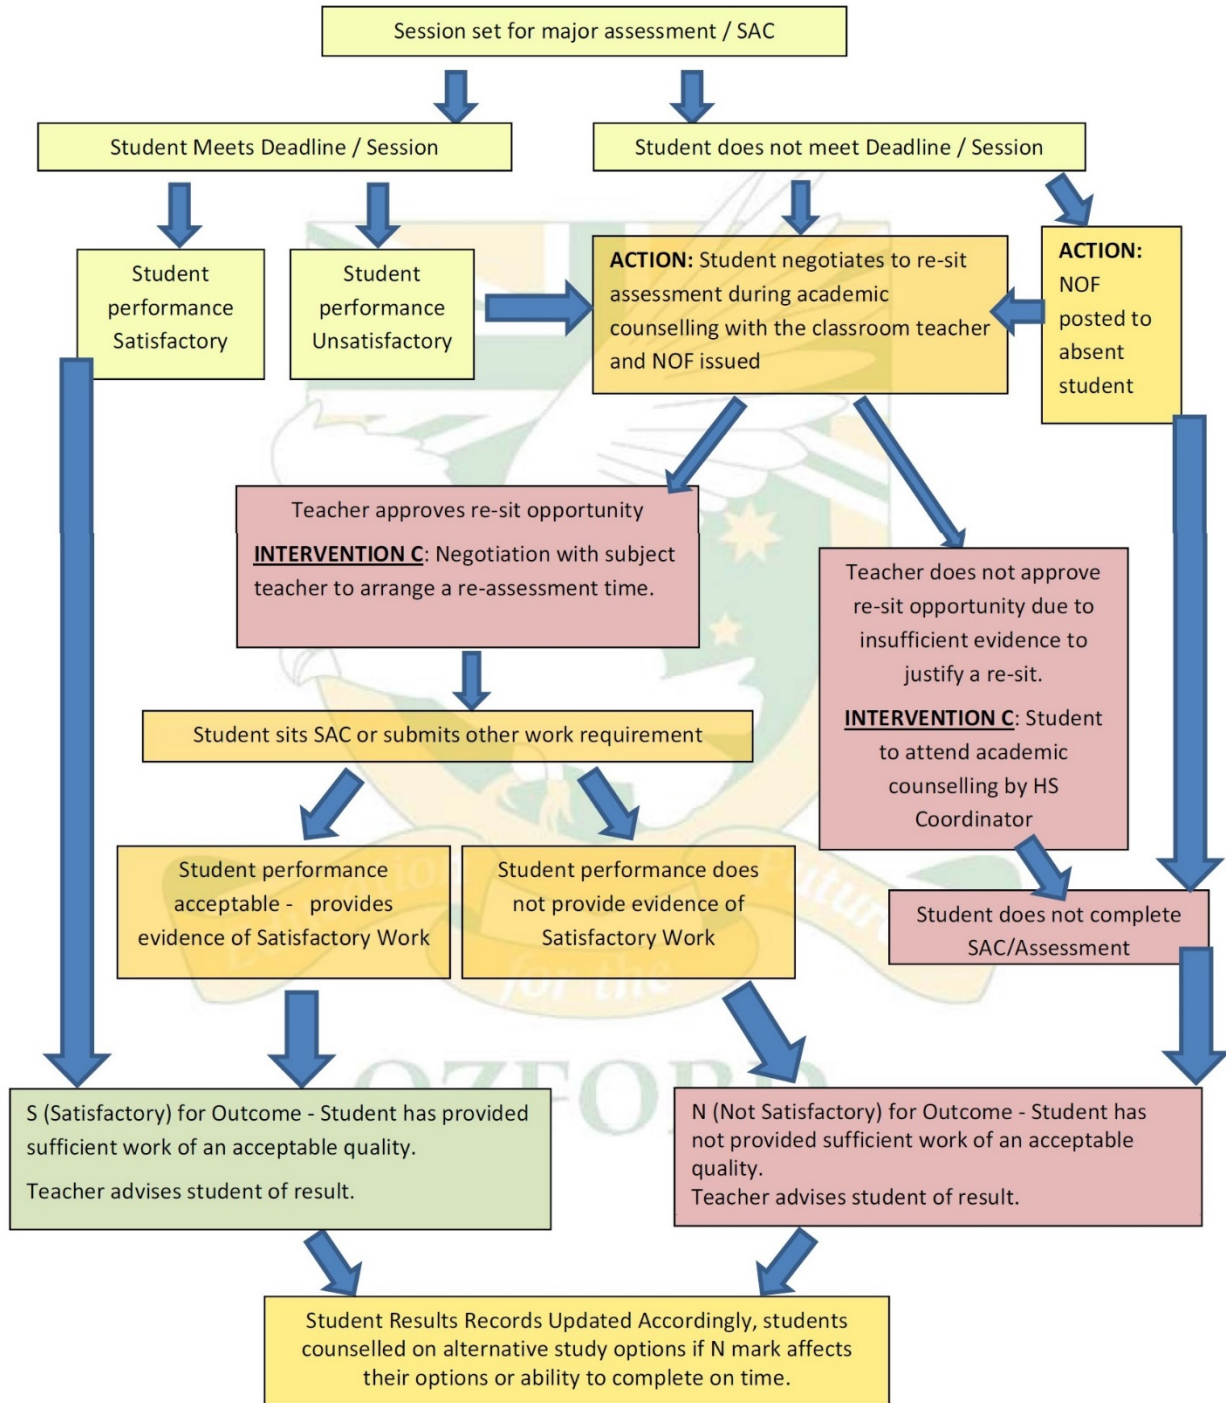 Session set for major assessment / SAC
Student Meets Deadline / Session
Student does not meet Deadline / Session
Student
performance
Satisfactory
Student
performance
Unsatisfactory
ACTION: Student negotiates to re-sit
assessment during academic
counselling with the classroom teacher
and NOF issued
ACTION:
NOF
posted to
absent
student
Teacher approves re-sit opportunity
INTERVENTION C: Negotiation with subject
teacher to arrange a re-assessment time.
Teacher does not approve
re-sit opportunity due to
insufficient evidence to
justify a re-sit.
INTERVENTION C: Student
to attend academic
counselling by HS
Coordinator
Student sits SAC or submits other work requirement
Student performance
acceptable - provides
evidence of Satisfactory Work
Student performance does
not provide evidence of
Satisfactory Work
Student does not complete
SAC/Assessment
Education for the Future
OZFORD
S (Satisfactory) for Outcome - Student has provided
sufficient work of an acceptable quality.
Teacher advises student of result.
N (Not Satisfactory) for Outcome - Student has
not provided sufficient work of an acceptable
quality.
Teacher advises student of result.
Student Results Records Updated Accordingly, students
counselled on alternative study options if N mark affects
their options or ability to complete on time.